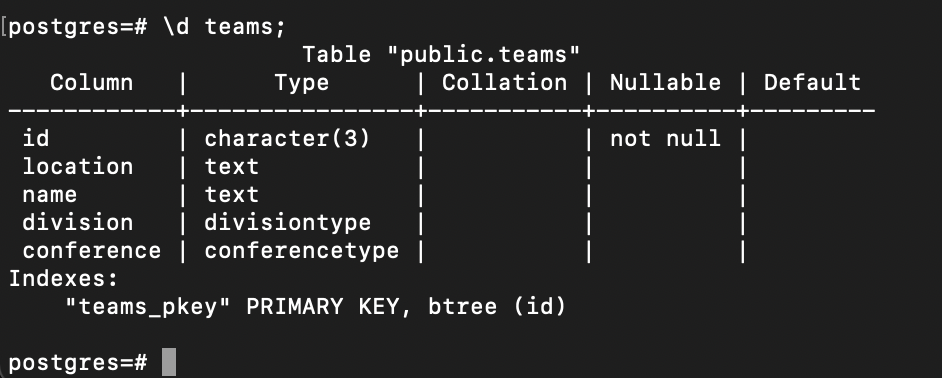 postgres=# \d teams;
                     Table "public.teams"
   Column   |      Type      | Collation | Nullable | Default
------------+----------------+-----------+----------+---------
 id         | character(3)   |           | not null |
 location   | text           |           |          |
 name       | text           |           |          |
 division   | divisiontype   |           |          |
 conference | conferencetype |           |          |
Indexes:
    "teams_pkey" PRIMARY KEY, btree (id)
postgres=#